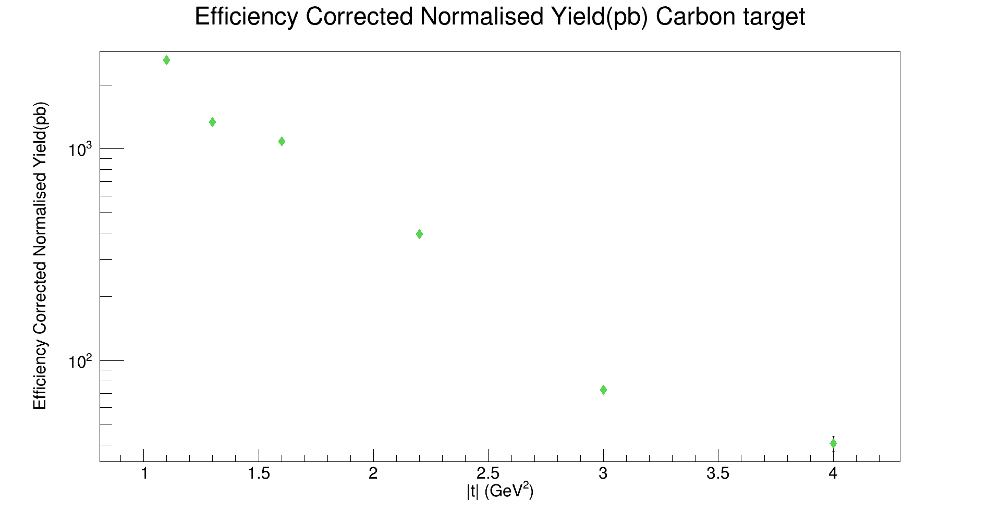 Efficiency Corrected Normalised Yield(pb) Carbon target
Efficiency Corrected Normalised Yield(pb)
10³
10²
1 1.5 2 2.5 3 3.5 4
|t| (GeV²)